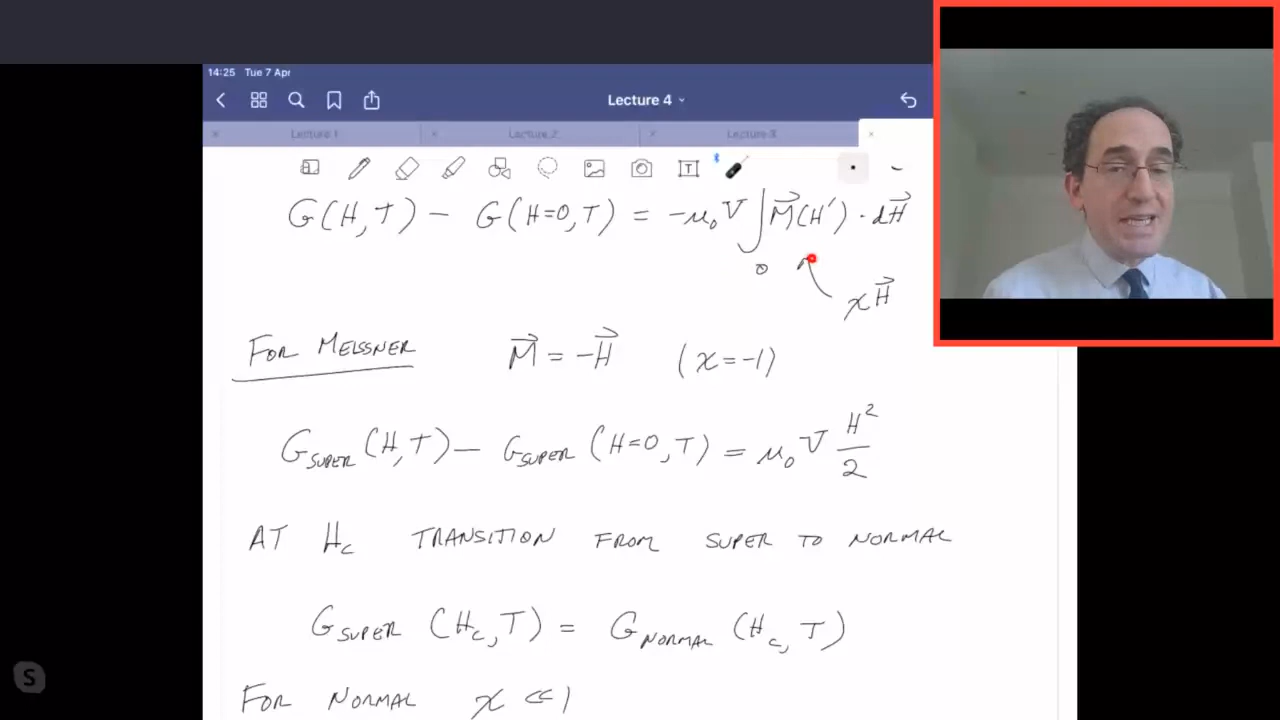 14:25 Tue 7 Apr
Lecture 4
Lecture 1 Lecture 2 Lecture 3
T
G(H,T) - G(H=0,T) = -μ₀ V ∫₀ M⃗(H′) · dH⃗
χH⃗
FOR MEISSNER M⃗ = -H⃗ (χ=-1)
G_SUPER (H,T) - G_SUPER (H=0,T) = μ₀ V H²/2
AT H_c TRANSITION FROM SUPER TO NORMAL
G_SUPER (H_c,T) = G_NORMAL (H_c,T)
FOR NORMAL χ ≪ 1
S